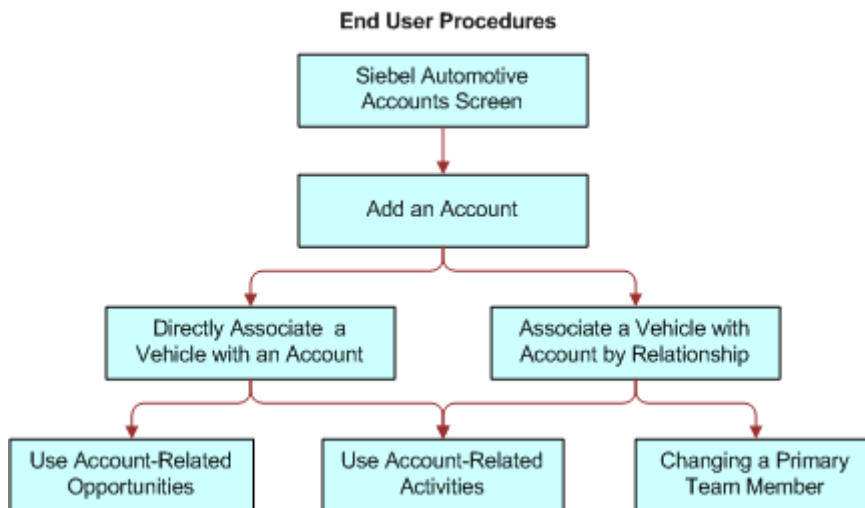 End User Procedures
Siebel Automotive
Accounts Screen
Add an Account
Directly Associate a
Vehicle with an Account
Associate a Vehicle with
Account by Relationship
Use Account-Related
Opportunities
Use Account-Related
Activities
Changing a Primary
Team Member